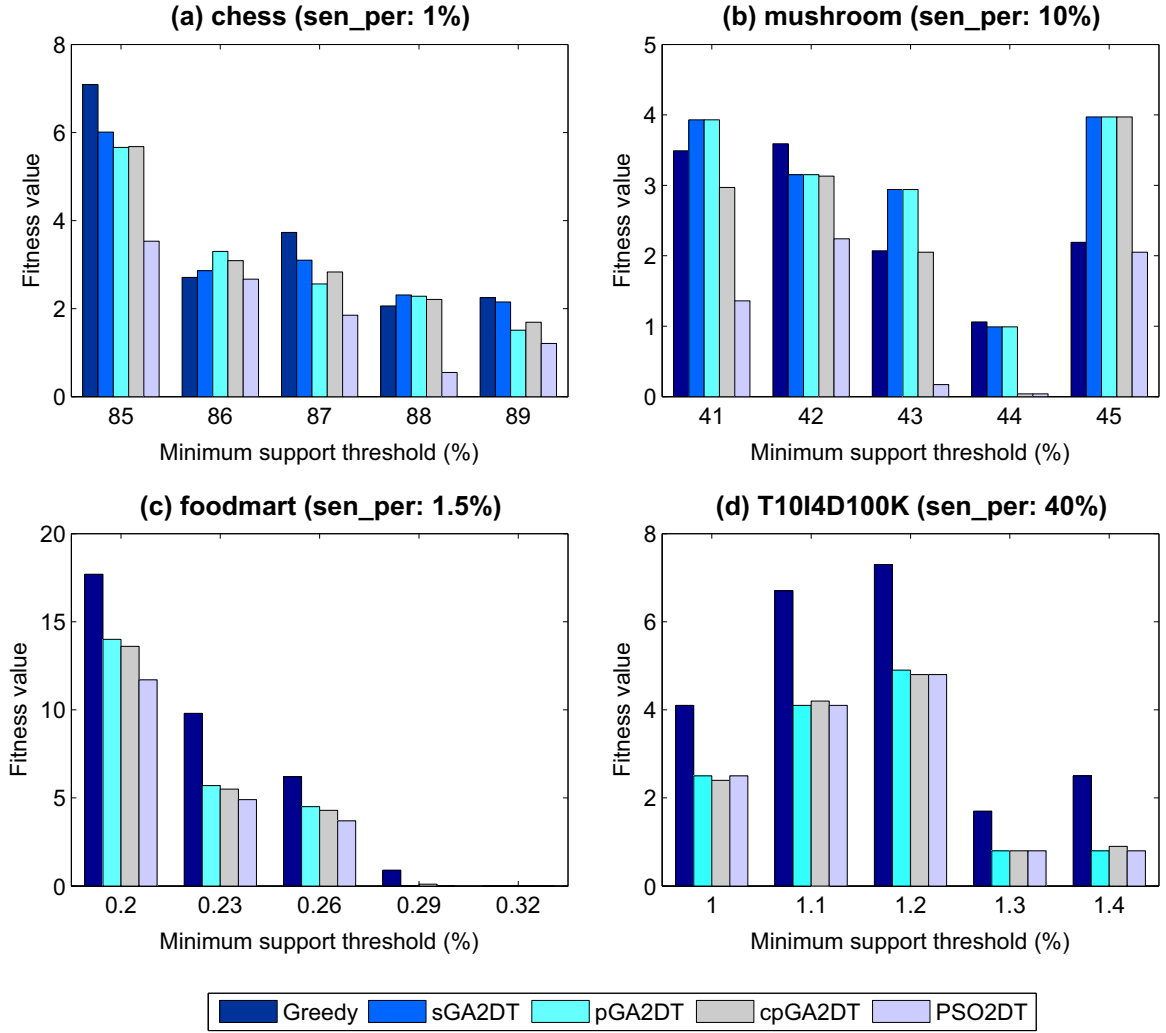 (a) chess (sen_per: 1%)
8
6
4
2
0
Fitness value
85 86 87 88 89
Minimum support threshold (%)
(b) mushroom (sen_per: 10%)
5
4
3
2
1
0
Fitness value
41 42 43 44 45
Minimum support threshold (%)
(c) foodmart (sen_per: 1.5%)
20
15
10
5
0
Fitness value
0.2 0.23 0.26 0.29 0.32
Minimum support threshold (%)
(d) T10I4D100K (sen_per: 40%)
8
6
4
2
0
Fitness value
1 1.1 1.2 1.3 1.4
Minimum support threshold (%)
Greedy sGA2DT pGA2DT cpGA2DT PSO2DT